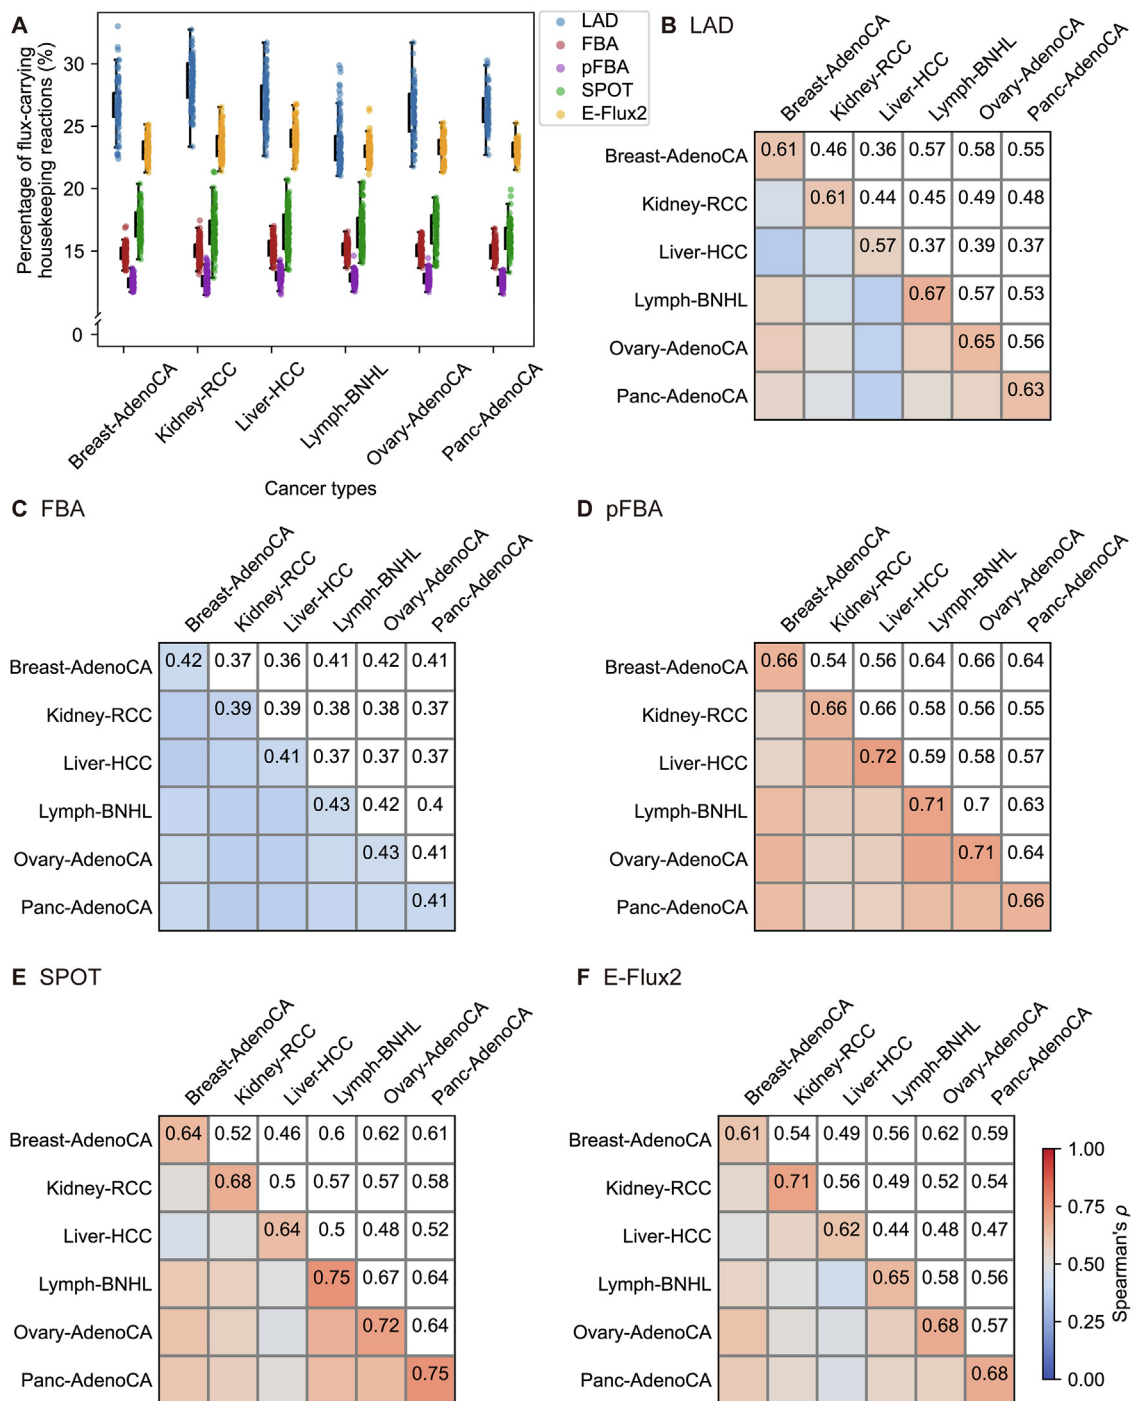 A
Percentage of flux-carrying
housekeeping reactions (%)
30
25
20
15
0
Breast-AdenoCA
Kidney-RCC
Liver-HCC
Lymph-BNHL
Ovary-AdenoCA
Panc-AdenoCA
Cancer types
LAD
FBA
pFBA
SPOT
E-Flux2
B LAD
Breast-AdenoCA
Kidney-RCC
Liver-HCC
Lymph-BNHL
Ovary-AdenoCA
Panc-AdenoCA
Breast-AdenoCA 0.61 0.46 0.36 0.57 0.58 0.55
Kidney-RCC 0.61 0.44 0.45 0.49 0.48
Liver-HCC 0.57 0.37 0.39 0.37
Lymph-BNHL 0.67 0.57 0.53
Ovary-AdenoCA 0.65 0.56
Panc-AdenoCA 0.63
C FBA
Breast-AdenoCA
Kidney-RCC
Liver-HCC
Lymph-BNHL
Ovary-AdenoCA
Panc-AdenoCA
Breast-AdenoCA 0.42 0.37 0.36 0.41 0.42 0.41
Kidney-RCC 0.39 0.39 0.38 0.38 0.37
Liver-HCC 0.41 0.37 0.37 0.37
Lymph-BNHL 0.43 0.42 0.4
Ovary-AdenoCA 0.43 0.41
Panc-AdenoCA 0.41
D pFBA
Breast-AdenoCA
Kidney-RCC
Liver-HCC
Lymph-BNHL
Ovary-AdenoCA
Panc-AdenoCA
Breast-AdenoCA 0.66 0.54 0.56 0.64 0.66 0.64
Kidney-RCC 0.66 0.66 0.58 0.56 0.55
Liver-HCC 0.72 0.59 0.58 0.57
Lymph-BNHL 0.71 0.7 0.63
Ovary-AdenoCA 0.71 0.64
Panc-AdenoCA 0.66
E SPOT
Breast-AdenoCA
Kidney-RCC
Liver-HCC
Lymph-BNHL
Ovary-AdenoCA
Panc-AdenoCA
Breast-AdenoCA 0.64 0.52 0.46 0.6 0.62 0.61
Kidney-RCC 0.68 0.5 0.57 0.57 0.58
Liver-HCC 0.64 0.5 0.48 0.52
Lymph-BNHL 0.75 0.67 0.64
Ovary-AdenoCA 0.72 0.64
Panc-AdenoCA 0.75
F E-Flux2
Breast-AdenoCA
Kidney-RCC
Liver-HCC
Lymph-BNHL
Ovary-AdenoCA
Panc-AdenoCA
Breast-AdenoCA 0.61 0.54 0.49 0.56 0.62 0.59
Kidney-RCC 0.71 0.56 0.49 0.52 0.54
Liver-HCC 0.62 0.44 0.48 0.47
Lymph-BNHL 0.65 0.58 0.56
Ovary-AdenoCA 0.68 0.57
Panc-AdenoCA 0.68
1.00
0.75
0.50
0.25
0.00
Spearman's ρ